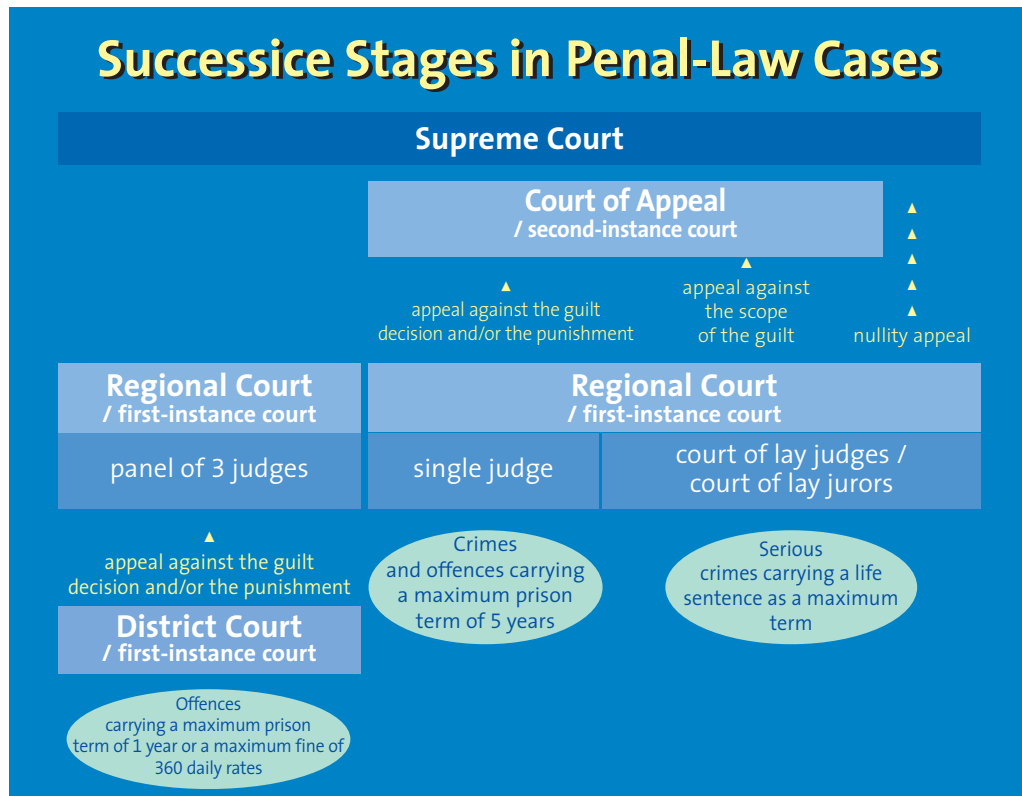 Successice Stages in Penal-Law Cases
Supreme Court
Court of Appeal
/ second-instance court
appeal against the guilt
decision and/or the punishment
appeal against
the scope
of the guilt
nullity appeal
Regional Court
/ first-instance court
panel of 3 judges
Regional Court
/ first-instance court
single judge
court of lay judges /
court of lay jurors
appeal against the guilt
decision and/or the punishment
District Court
/ first-instance court
Offences
carrying a maximum prison
term of 1 year or a maximum fine of
360 daily rates
Crimes
and offences carrying
a maximum prison
term of 5 years
Serious
crimes carrying a life
sentence as a maximum
term